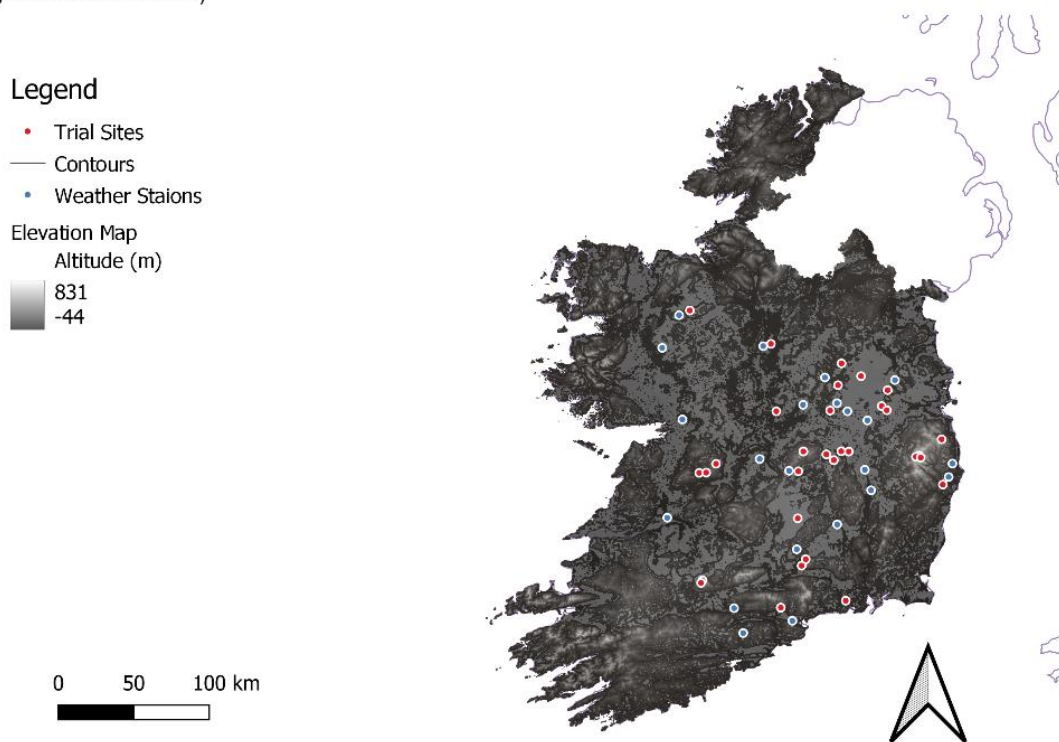 Legend
Trial Sites
Contours
Weather Staions
Elevation Map
Altitude (m)
831
-44
0 50 100 km